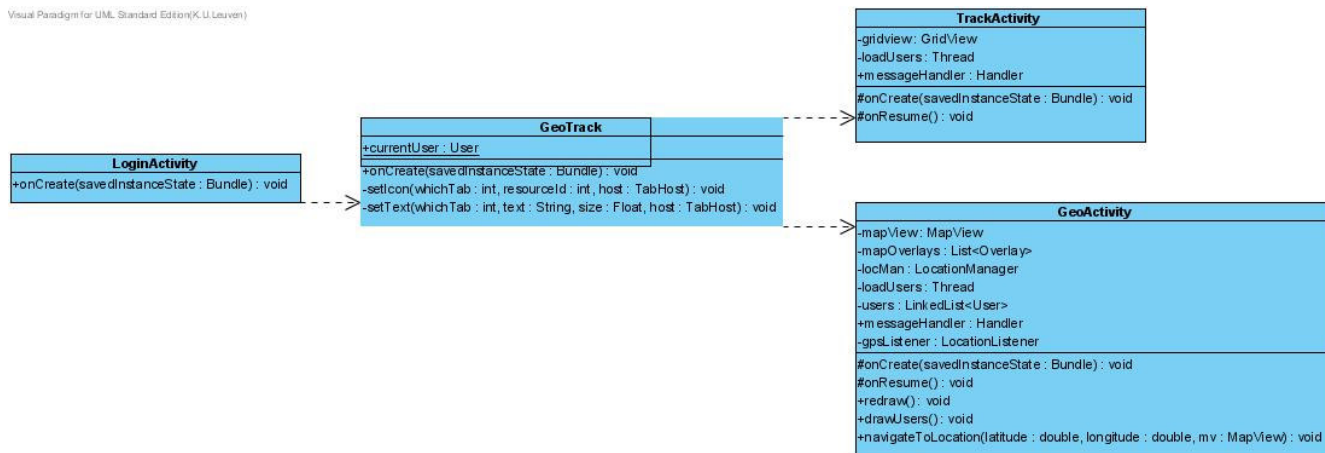 Visual Paradigm for UML Standard Edition(K.U.Leuven)
TrackActivity
-gridview: GridView
-loadUsers : Thread
+messageHandler : Handler
#onCreate(savedInstanceState : Bundle) : void
#onResume() : void
GeoTrack
+currentUser : User
+onCreate(savedInstanceState : Bundle) : void
-setIcon(whichTab : int, resourceId : int, host : TabHost) : void
-setText(whichTab : int, text : String, size : Float, host : TabHost) : void
LoginActivity
+onCreate(savedInstanceState : Bundle) : void
GeoActivity
-mapView: MapView
-mapOverlays : List<Overlay>
-locMan : LocationManager
-loadUsers : Thread
-users : LinkedList<User>
+messageHandler : Handler
-gpsListener : LocationListener
#onCreate(savedInstanceState : Bundle) : void
#onResume() : void
+redraw() : void
+drawUsers() : void
+navigateToLocation(latitude : double, longitude : double, mv : MapView) : void